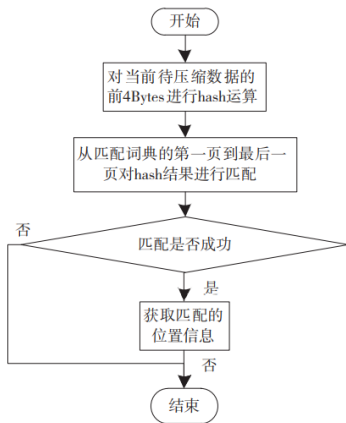 开始
对当前待压缩数据的
前4Bytes进行hash运算
从匹配词典的第一页到最后一
页对hash结果进行匹配
否
匹配是否成功
是
获取匹配的
位置信息
否
结束